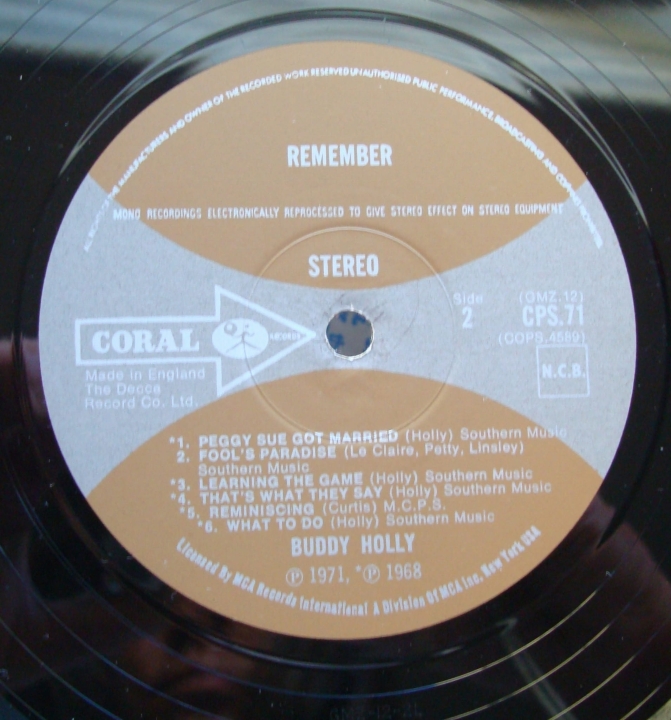 ALL RIGHTS OF THE MANUFACTURERS AND OWNER OF THE RECORDED WORK RESERVED UNAUTHORISED PUBLIC PERFORMANCE, BROADCASTING AND COPYING PROHIBITED
REMEMBER
MONO RECORDINGS ELECTRONICALLY REPROCESSED TO GIVE STEREO EFFECT ON STEREO EQUIPMENT
STEREO
CORAL RECORDS
Made in England
The Decca
Record Co. Ltd.
Side
2
(GMZ.12)
CPS.71
(COPS.4589)
N.C.B.
*1. PEGGY SUE GOT MARRIED (Holly) Southern Music
2. FOOL'S PARADISE (Le Claire, Petty, Linsley)
Southern Music
*3. LEARNING THE GAME (Holly) Southern Music
*4. THAT'S WHAT THEY SAY (Holly) Southern Music
*5. REMINISCING (Curtis) M.C.P.S.
*6. WHAT TO DO (Holly) Southern Music
BUDDY HOLLY
Ⓟ 1971, *Ⓟ 1968
Licensed By MCA Records International A Division Of MCA Inc. New York USA